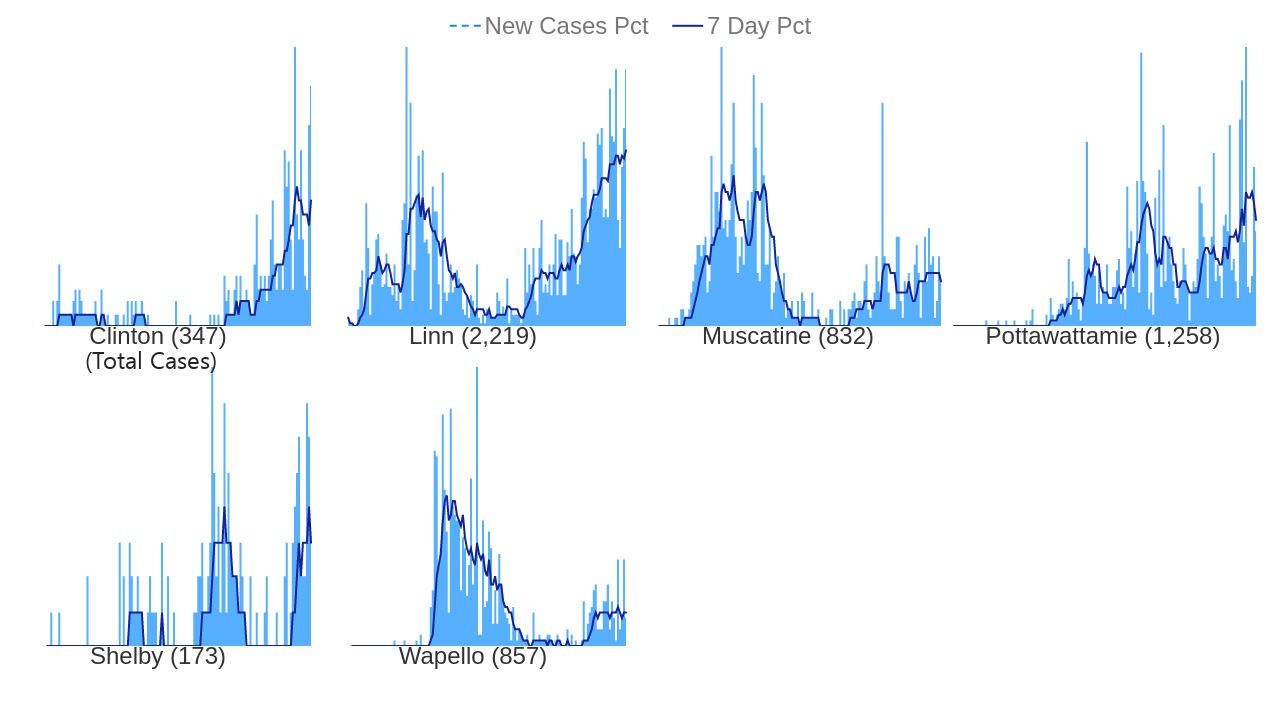 New Cases Pct 7 Day Pct
Clinton (347) Linn (2,219) Muscatine (832) Pottawattamie (1,258)
(Total Cases)
Shelby (173) Wapello (857)